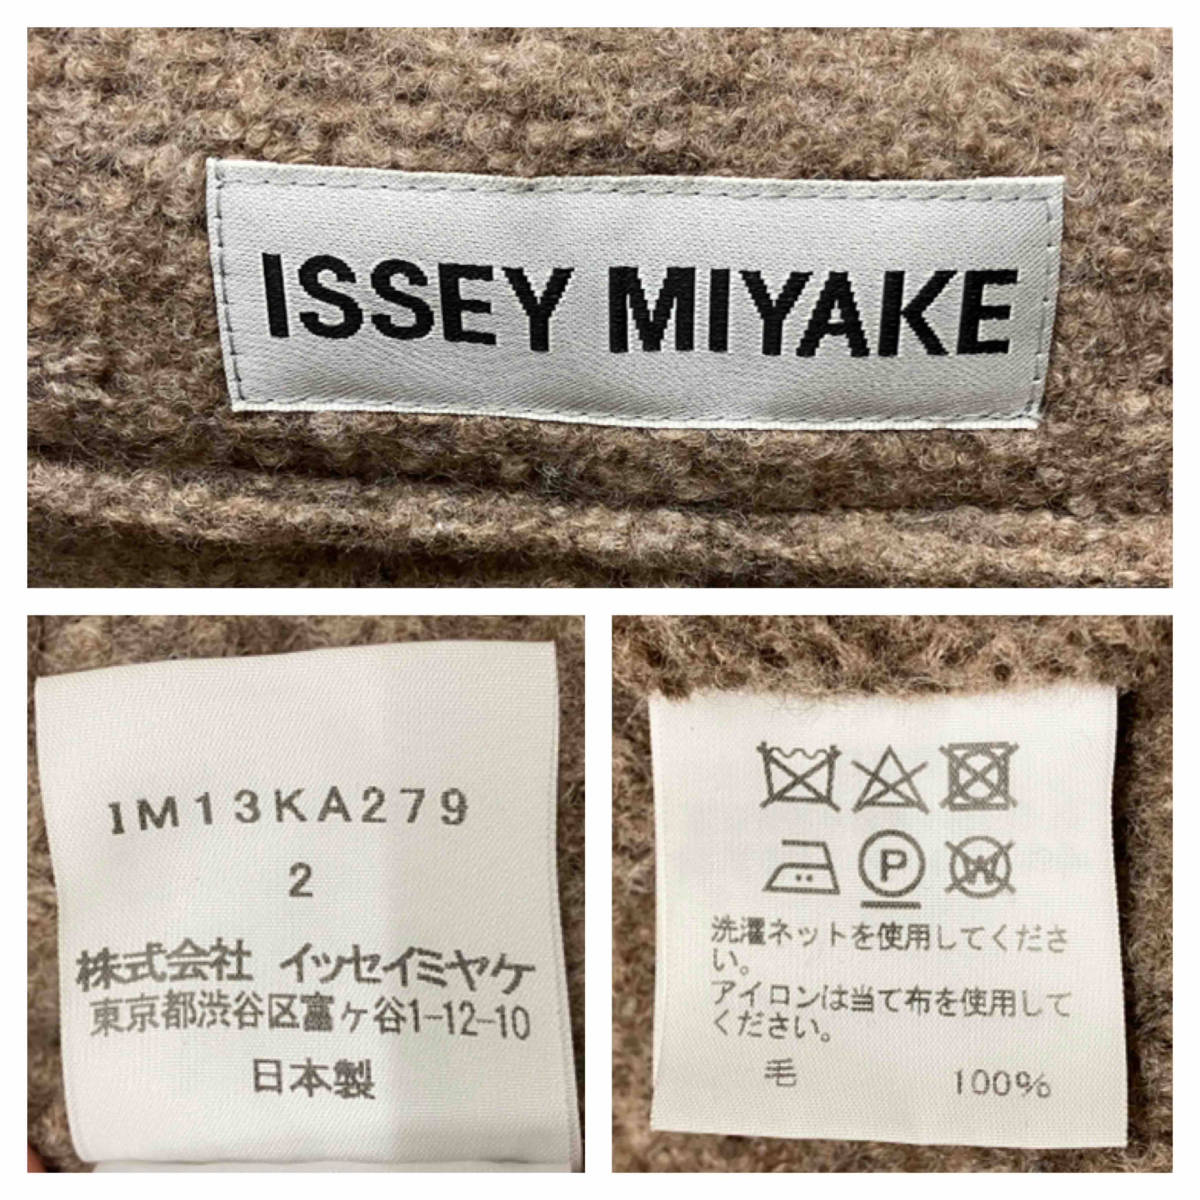 ISSEY MIYAKE
IM13KA279
2
株式会社 イッセイミヤケ
東京都渋谷区富ヶ谷1-12-10
日本製
P
W
洗濯ネットを使用してくださ
い。
アイロンは当て布を使用して
ください。
毛 100%